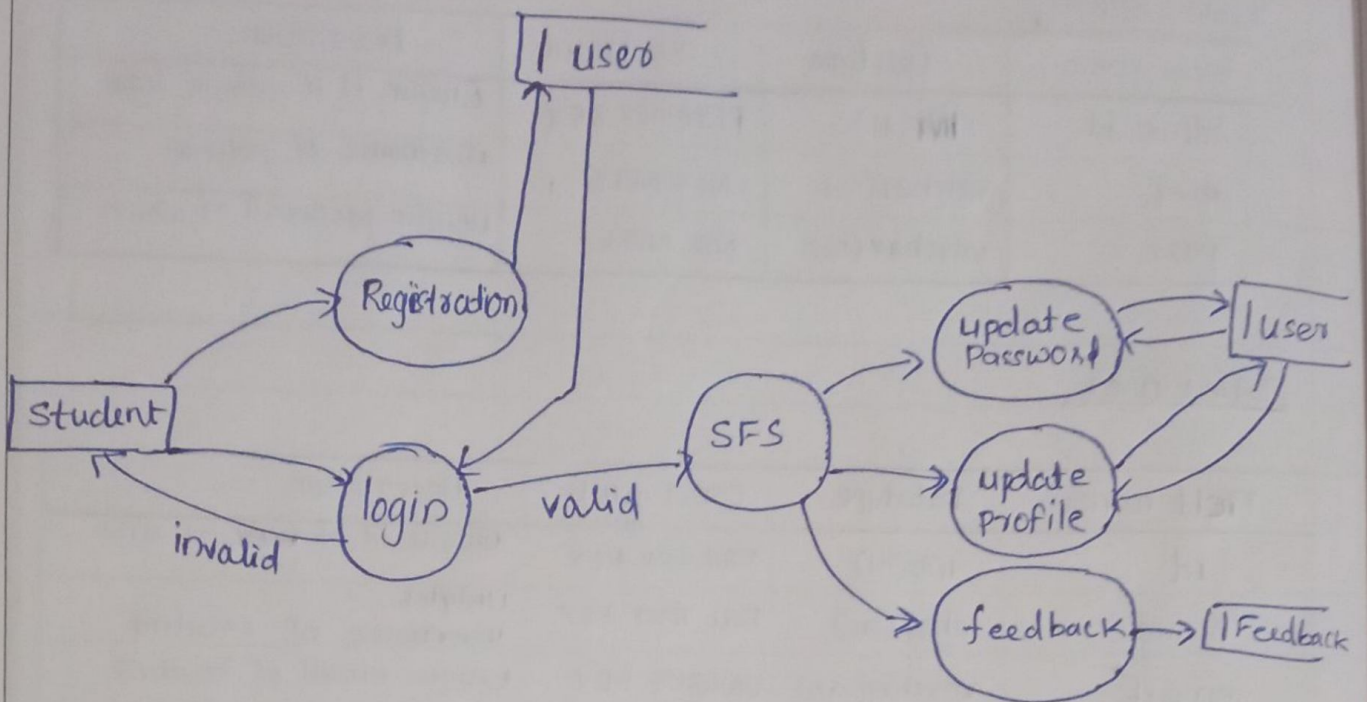 | user
Registration
student
login
invalid
valid
SFS
update
Password
| user
update
profile
feedback
| Feedback